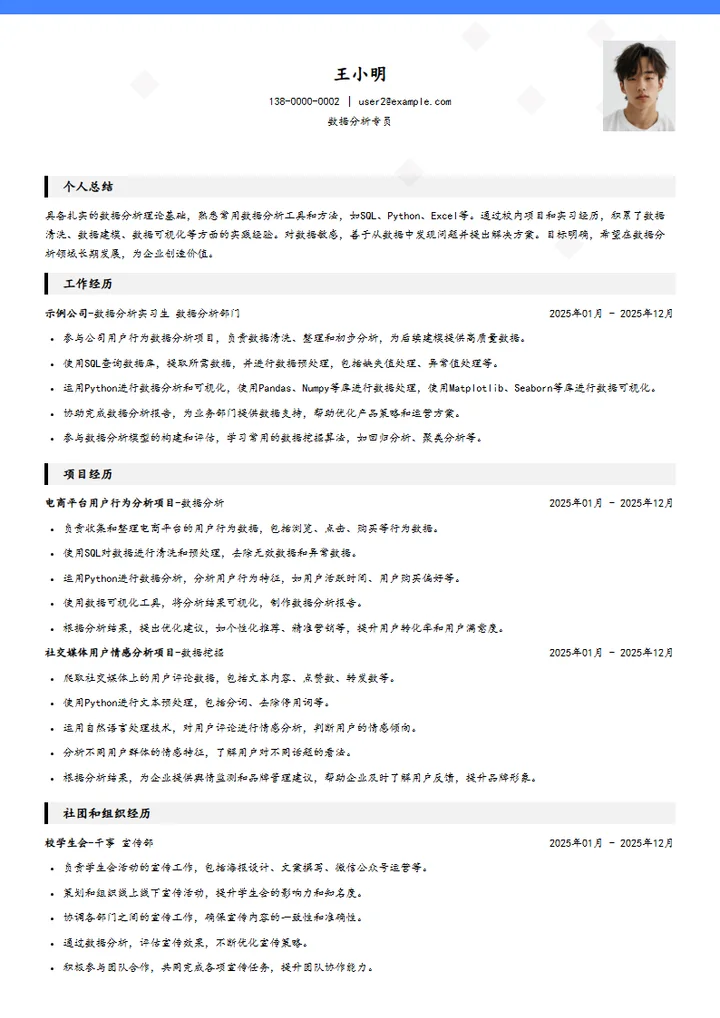 王小明
138-0000-0002 | user2@example.com
数据分析专员
个人总结
具备扎实的数据分析理论基础，熟悉常用数据分析工具和方法，如SQL、Python、Excel等。通过校内项目和实习经历，积累了数据
清洗、数据建模、数据可视化等方面的实践经验。对数据敏感，善于从数据中发现问题并提出解决方案。目标明确，希望在数据分
析领域长期发展，为企业创造价值。
工作经历
示例公司-数据分析实习生 数据分析部门 2025年01月 - 2025年12月
• 参与公司用户行为数据分析项目，负责数据清洗、整理和初步分析，为后续建模提供高质量数据。
• 使用SQL查询数据库，提取所需数据，并进行数据预处理，包括缺失值处理、异常值处理等。
• 运用Python进行数据分析和可视化，使用Pandas、Numpy等库进行数据处理，使用Matplotlib、Seaborn等库进行数据可视化。
• 协助完成数据分析报告，为业务部门提供数据支持，帮助优化产品策略和运营方案。
• 参与数据分析模型的构建和评估，学习常用的数据挖掘算法，如回归分析、聚类分析等。
项目经历
电商平台用户行为分析项目-数据分析 2025年01月 - 2025年12月
• 负责收集和整理电商平台的用户行为数据，包括浏览、点击、购买等行为数据。
• 使用SQL对数据进行清洗和预处理，去除无效数据和异常数据。
• 运用Python进行数据分析，分析用户行为特征，如用户活跃时间、用户购买偏好等。
• 使用数据可视化工具，将分析结果可视化，制作数据分析报告。
• 根据分析结果，提出优化建议，如个性化推荐、精准营销等，提升用户转化率和用户满意度。
社交媒体用户情感分析项目-数据挖掘 2025年01月 - 2025年12月
• 爬取社交媒体上的用户评论数据，包括文本内容、点赞数、转发数等。
• 使用Python进行文本预处理，包括分词、去除停用词等。
• 运用自然语言处理技术，对用户评论进行情感分析，判断用户的情感倾向。
• 分析不同用户群体的情感特征，了解用户对不同话题的看法。
• 根据分析结果，为企业提供舆情监测和品牌管理建议，帮助企业及时了解用户反馈，提升品牌形象。
社团和组织经历
校学生会-干事 宣传部 2025年01月 - 2025年12月
• 负责学生会活动的宣传工作，包括海报设计、文案撰写、微信公众号运营等。
• 策划和组织线上线下宣传活动，提升学生会的影响力和知名度。
• 协调各部门之间的宣传工作，确保宣传内容的一致性和准确性。
• 通过数据分析，评估宣传效果，不断优化宣传策略。
• 积极参与团队合作，共同完成各项宣传任务，提升团队协作能力。